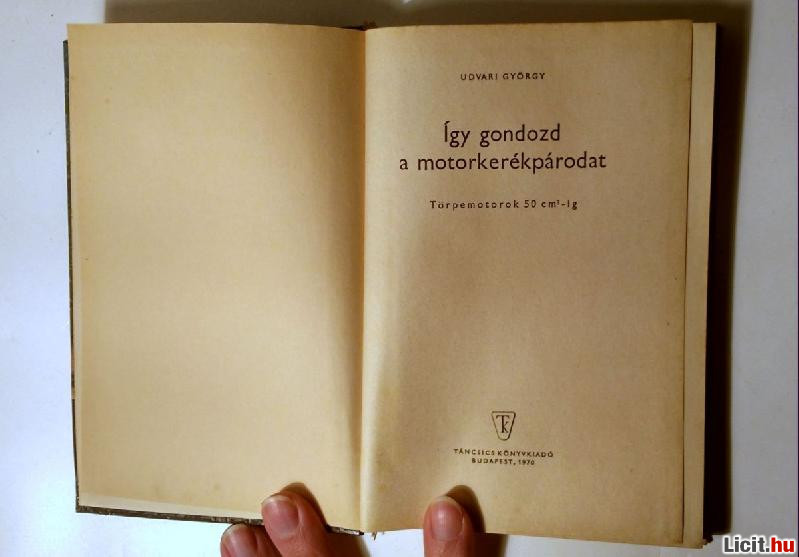 UDVARI GYÖRGY
Így gondozd
a motorkerékpárodat
Törpemotorok 50 cm³-ig
TK
TÁNCSICS KÖNYVKIADÓ
BUDAPEST, 1970
Licit.hu